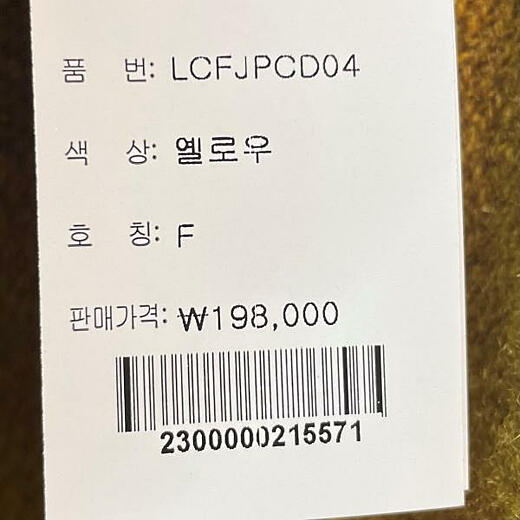 품 번: LCFJPCD04
색 상: 옐로우
호 칭: F
판매가격: ₩198,000
2300000215571